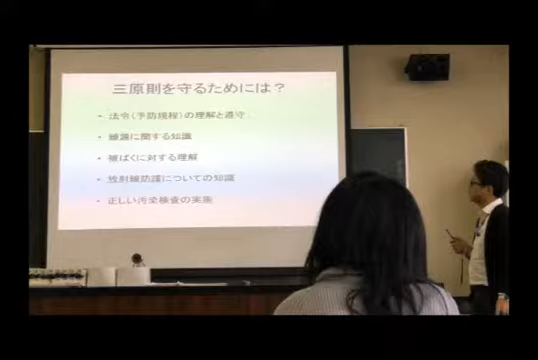 三原則を守るためには？
• 法令（予防規程）の理解と遵守
• 線源に関する知識
• 被ばくに対する理解
• 放射線防護についての知識
• 正しい汚染検査の実施